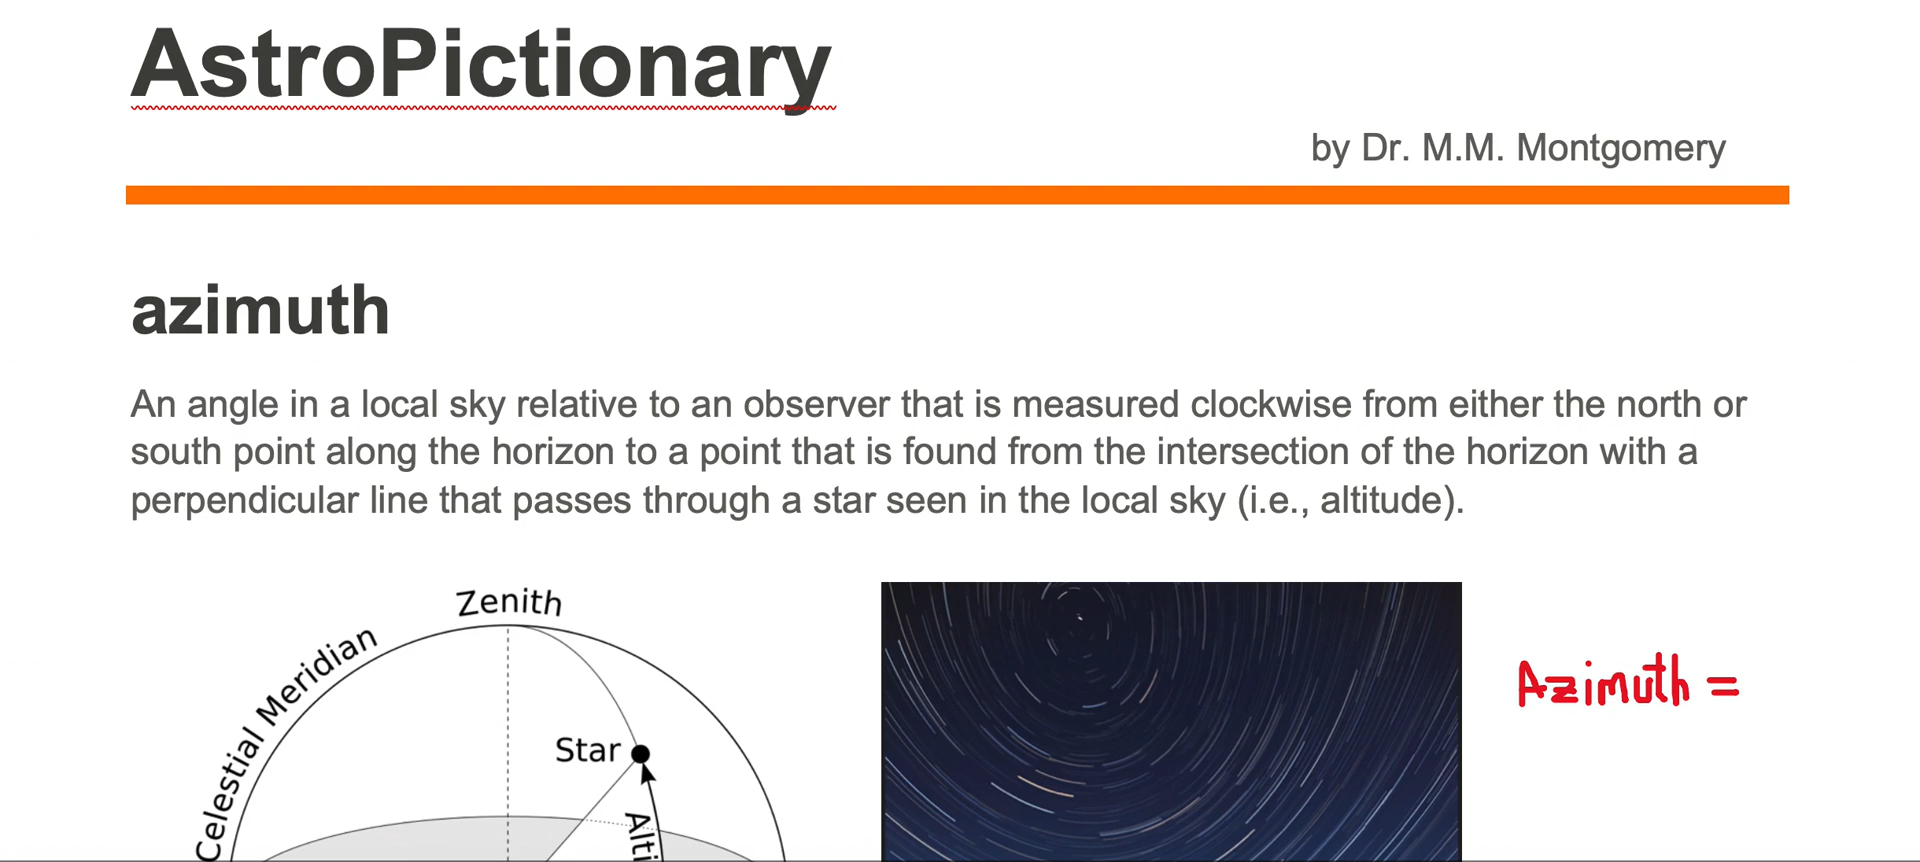 AstroPictionary
by Dr. M.M. Montgomery
azimuth
An angle in a local sky relative to an observer that is measured clockwise from either the north or
south point along the horizon to a point that is found from the intersection of the horizon with a
perpendicular line that passes through a star seen in the local sky (i.e., altitude).
Zenith
Celestial Meridian
Star
Alti
Azimuth =